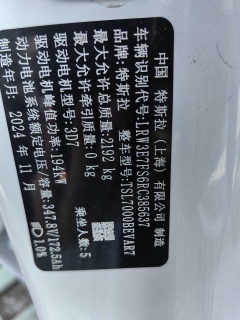 中国 特斯拉(上海)有限公司 制造
车辆识别代号:LRW3E7FS6RC385637
品牌:特斯拉 整车型号:TSL7000BEVAR7
最大允许总质量:2192 kg
最大允许牵引质量:0 kg 乘坐人数:5
驱动电机型号:3D7
驱动电机峰值功率:194KW
动力电池系统额定电压/容量:347.8V/172.5Ah
制造年月: 2024 年 11 月 1.0%